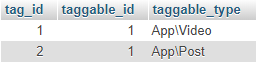 tag_id taggable_id taggable_type
1 1 App\Video
2 1 App\Post